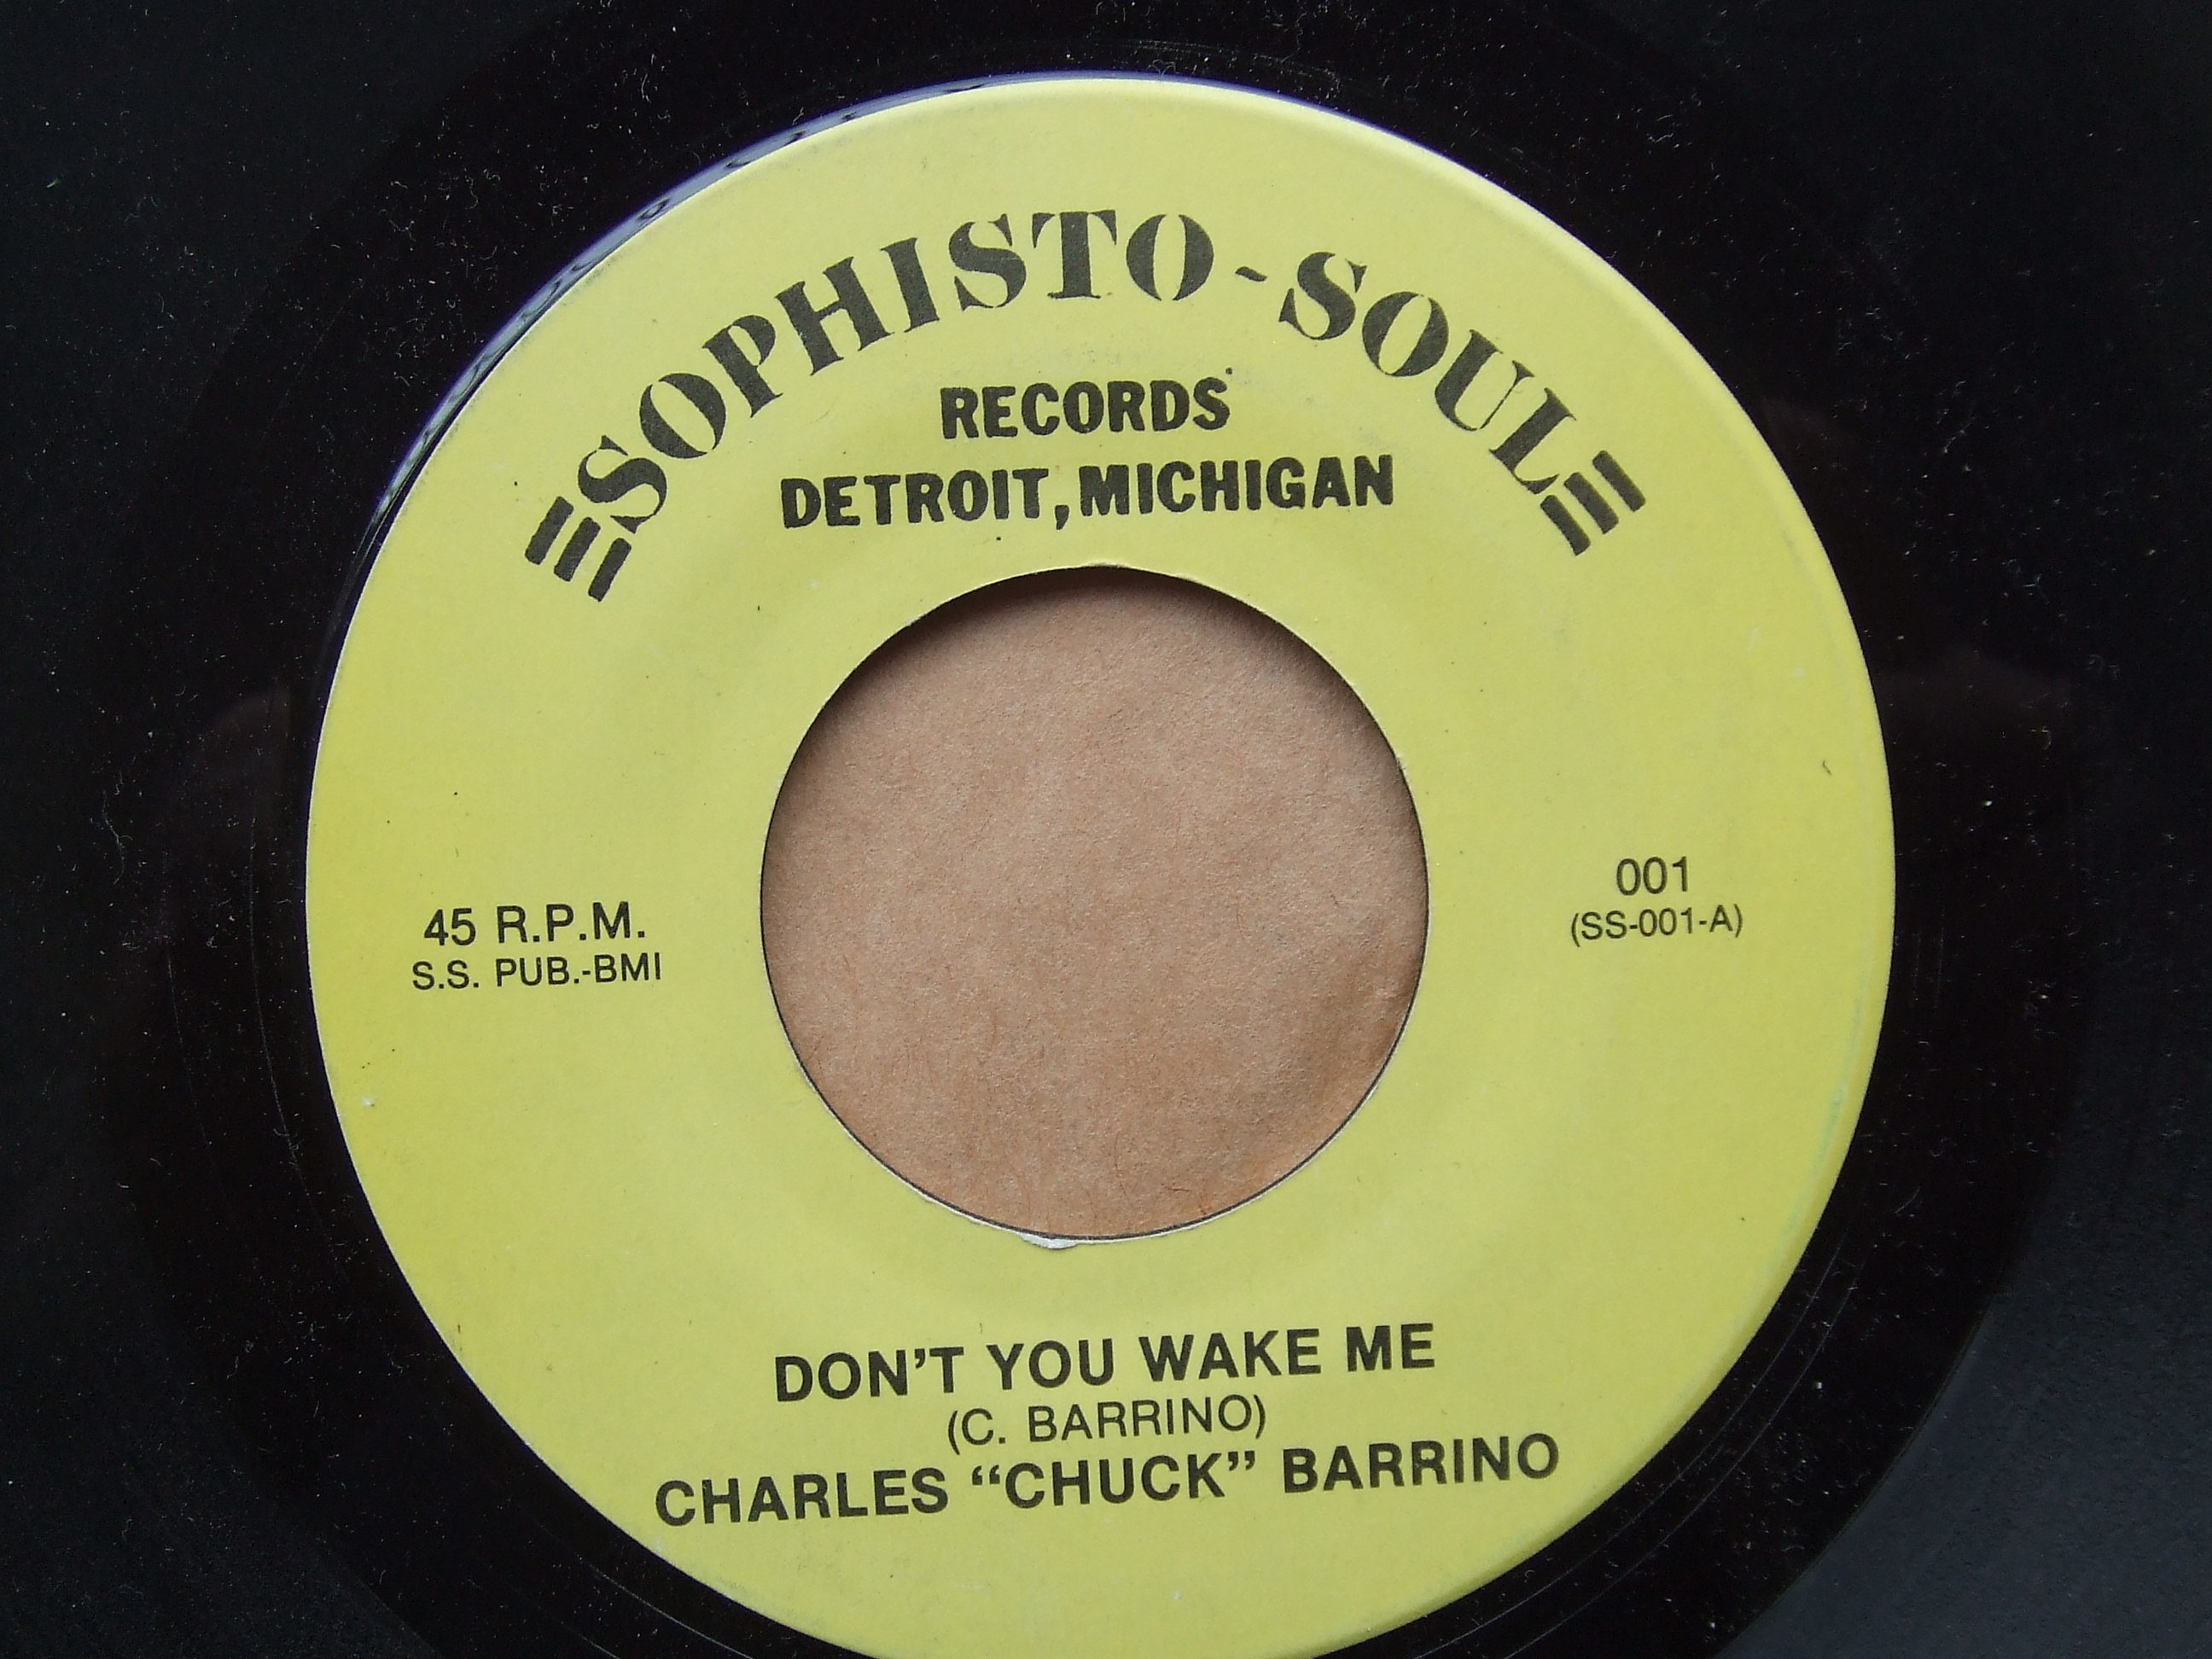 SOPHISTO-SOUL
RECORDS
DETROIT, MICHIGAN
45 R.P.M.
S.S. PUB.-BMI
001
(SS-001-A)
DON'T YOU WAKE ME
(C. BARRINO)
CHARLES “CHUCK” BARRINO